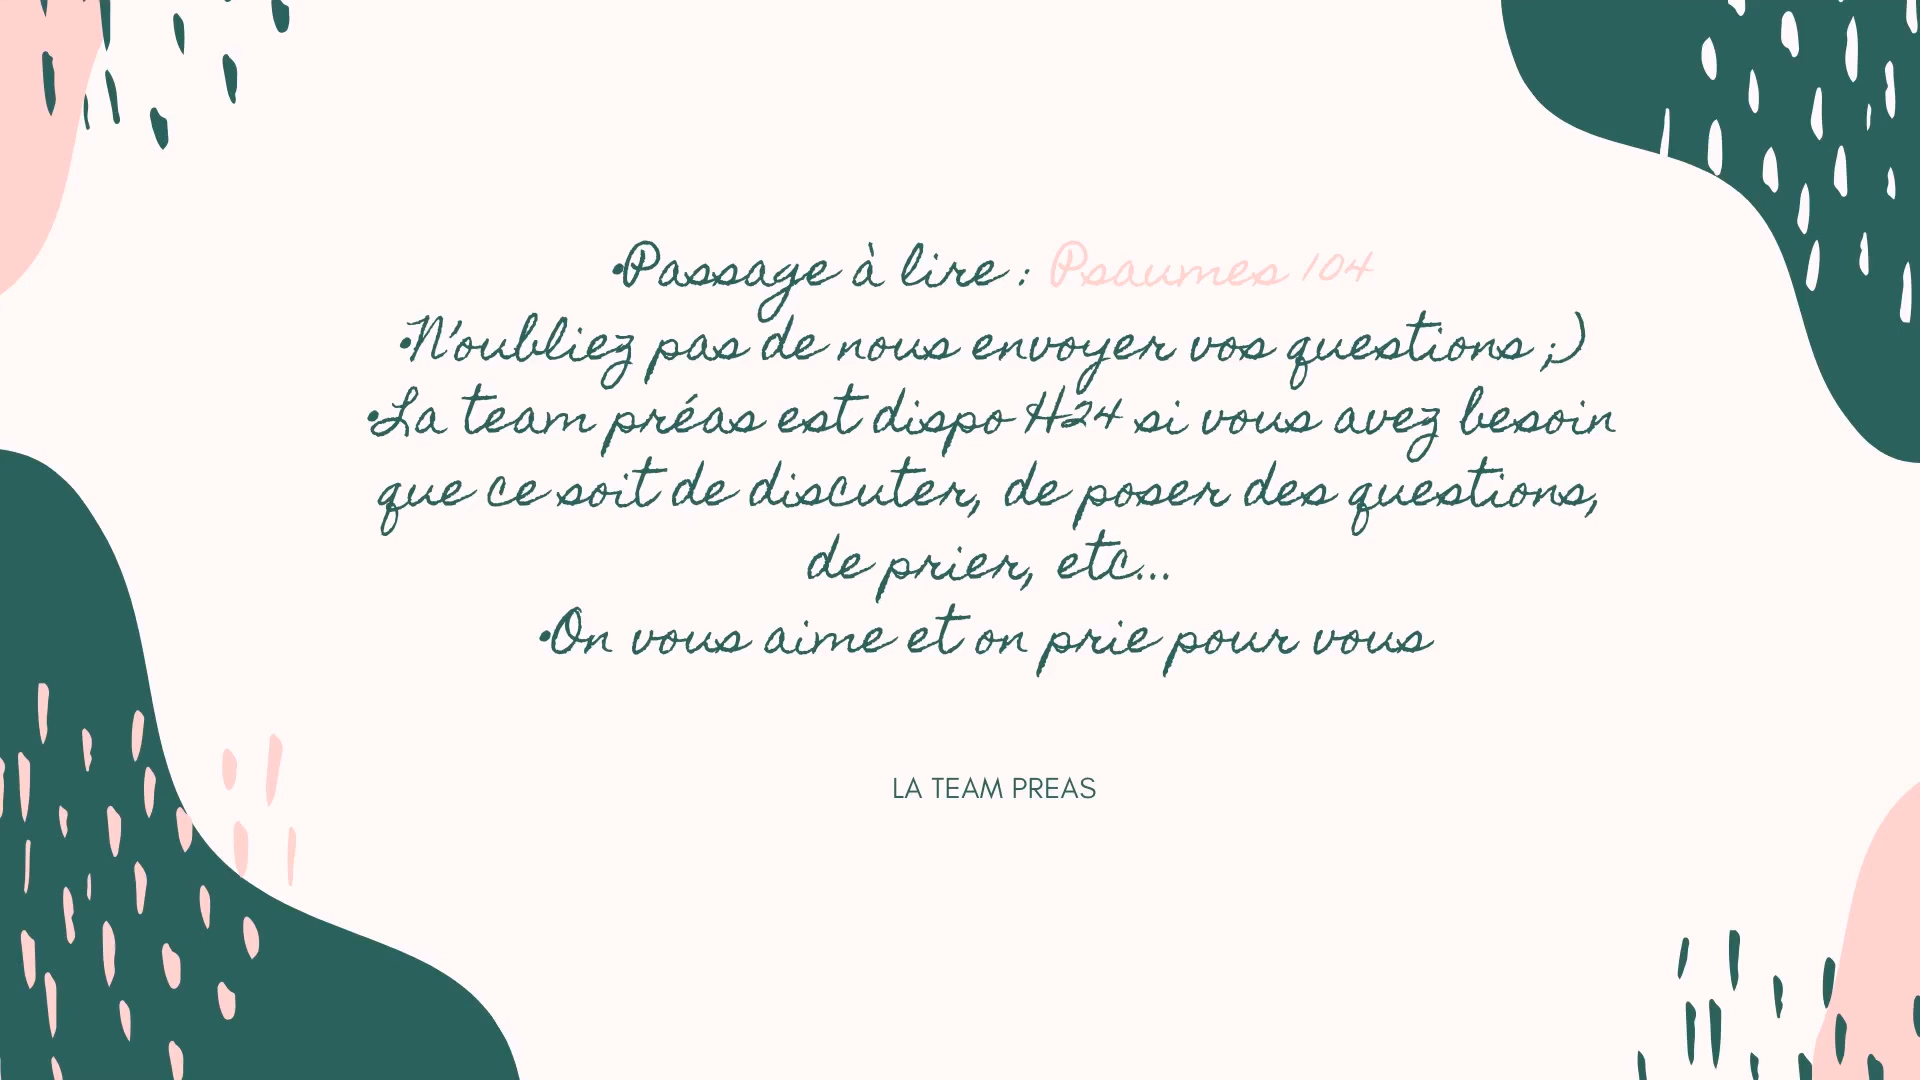 •Passage à lire : Psaumes 104
•N'oubliez pas de nous envoyer vos questions ;)
•La team préas est dispo H24 si vous avez besoin
que ce soit de discuter, de poser des questions,
de prier, etc...
•On vous aime et on prie pour vous
LA TEAM PREAS